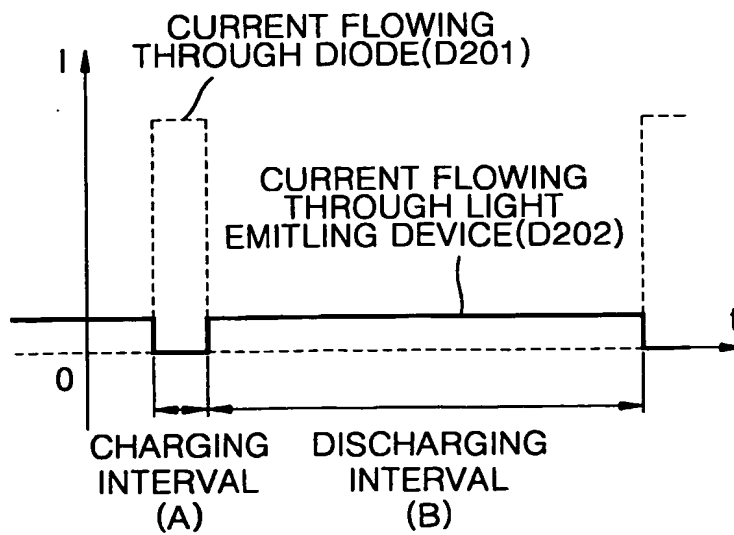 CURRENT FLOWING
THROUGH DIODE(D201)
I
CURRENT FLOWING
THROUGH LIGHT
EMITLING DEVICE(D202)
t
0
CHARGING
INTERVAL
(A)
DISCHARGING
INTERVAL
(B)